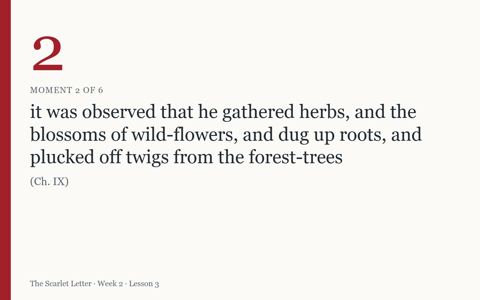 2
MOMENT 2 OF 6
it was observed that he gathered herbs, and the
blossoms of wild-flowers, and dug up roots, and
plucked off twigs from the forest-trees
(Ch. IX)
The Scarlet Letter · Week 2 · Lesson 3